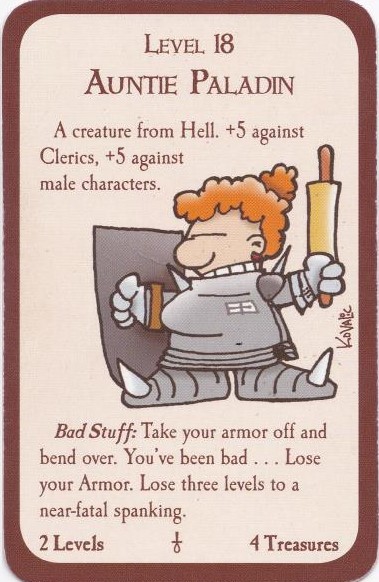 Level 18
Auntie Paladin
A creature from Hell. +5 against
Clerics, +5 against
male characters.
Kovalic
Bad Stuff: Take your armor off and
bend over. You've been bad . . . Lose
your Armor. Lose three levels to a
near-fatal spanking.
2 Levels 4 Treasures